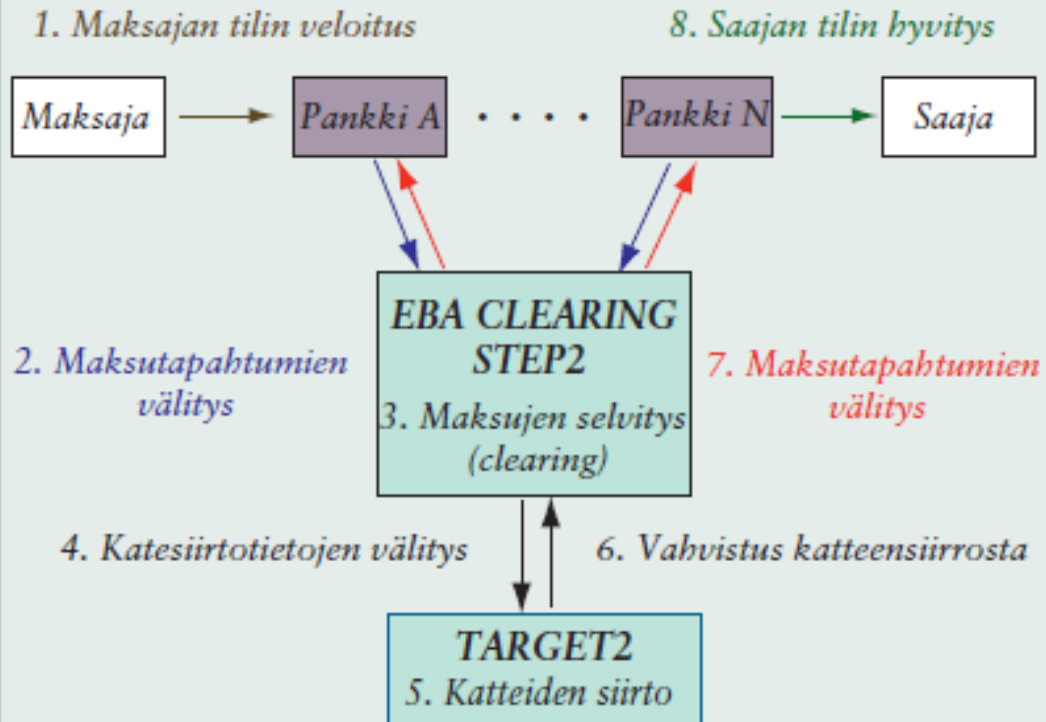 1. Maksajan tilin veloitus
8. Saajan tilin hyvitys
Maksaja
Pankki A
. . . .
Pankki N
Saaja
EBA CLEARING
STEP2
3. Maksujen selvitys
(clearing)
2. Maksutapahtumien
välitys
7. Maksutapahtumien
välitys
4. Katesiirtotietojen välitys
6. Vahvistus katteensiirrosta
TARGET2
5. Katteiden siirto